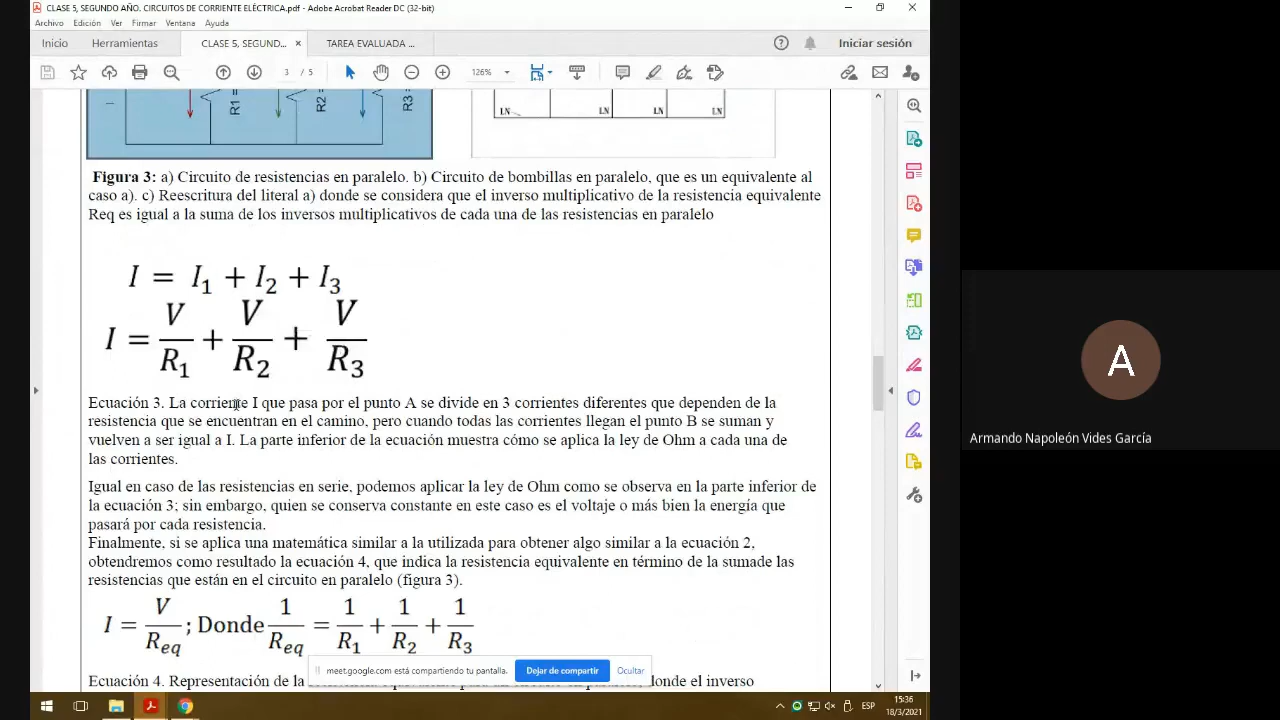 CLASE 5, SEGUNDO AÑO. CIRCUITOS DE CORRIENTE ELÉCTRICA.pdf - Adobe Acrobat Reader DC (32-bit)
Archivo Edición Ver Firmar Ventana Ayuda
Inicio Herramientas CLASE 5, SEGUND... × TAREA EVALUADA ... Iniciar sesión
3 / 5 126%
R1 = R2 = R3 =
LN LN LN LN
Figura 3: a) Circuito de resistencias en paralelo. b) Circuito de bombillas en paralelo, que es un equivalente al
caso a). c) Reescritura del literal a) donde se considera que el inverso multiplicativo de la resistencia equivalente
Req es igual a la suma de los inversos multiplicativos de cada una de las resistencias en paralelo
I = I₁ + I₂ + I₃
I = V/R₁ + V/R₂ + V/R₃
Ecuación 3. La corriente I que pasa por el punto A se divide en 3 corrientes diferentes que dependen de la
resistencia que se encuentran en el camino, pero cuando todas las corrientes llegan el punto B se suman y
vuelven a ser igual a I. La parte inferior de la ecuación muestra cómo se aplica la ley de Ohm a cada una de
las corrientes.
Igual en caso de las resistencias en serie, podemos aplicar la ley de Ohm como se observa en la parte inferior de
la ecuación 3; sin embargo, quien se conserva constante en este caso es el voltaje o más bien la energía que
pasará por cada resistencia.
Finalmente, si se aplica una matemática similar a la utilizada para obtener algo similar a la ecuación 2,
obtendremos como resultado la ecuación 4, que indica la resistencia equivalente en término de la sumade las
resistencias que están en el circuito en paralelo (figura 3).
I = V/Req ; Donde 1/Req = 1/R₁ + 1/R₂ + 1/R₃
meet.google.com está compartiendo tu pantalla. Dejar de compartir Ocultar
Ecuación 4. Representación de la donde el inverso
A
Armando Napoleón Vides García
ESP
15:36
18/3/2021